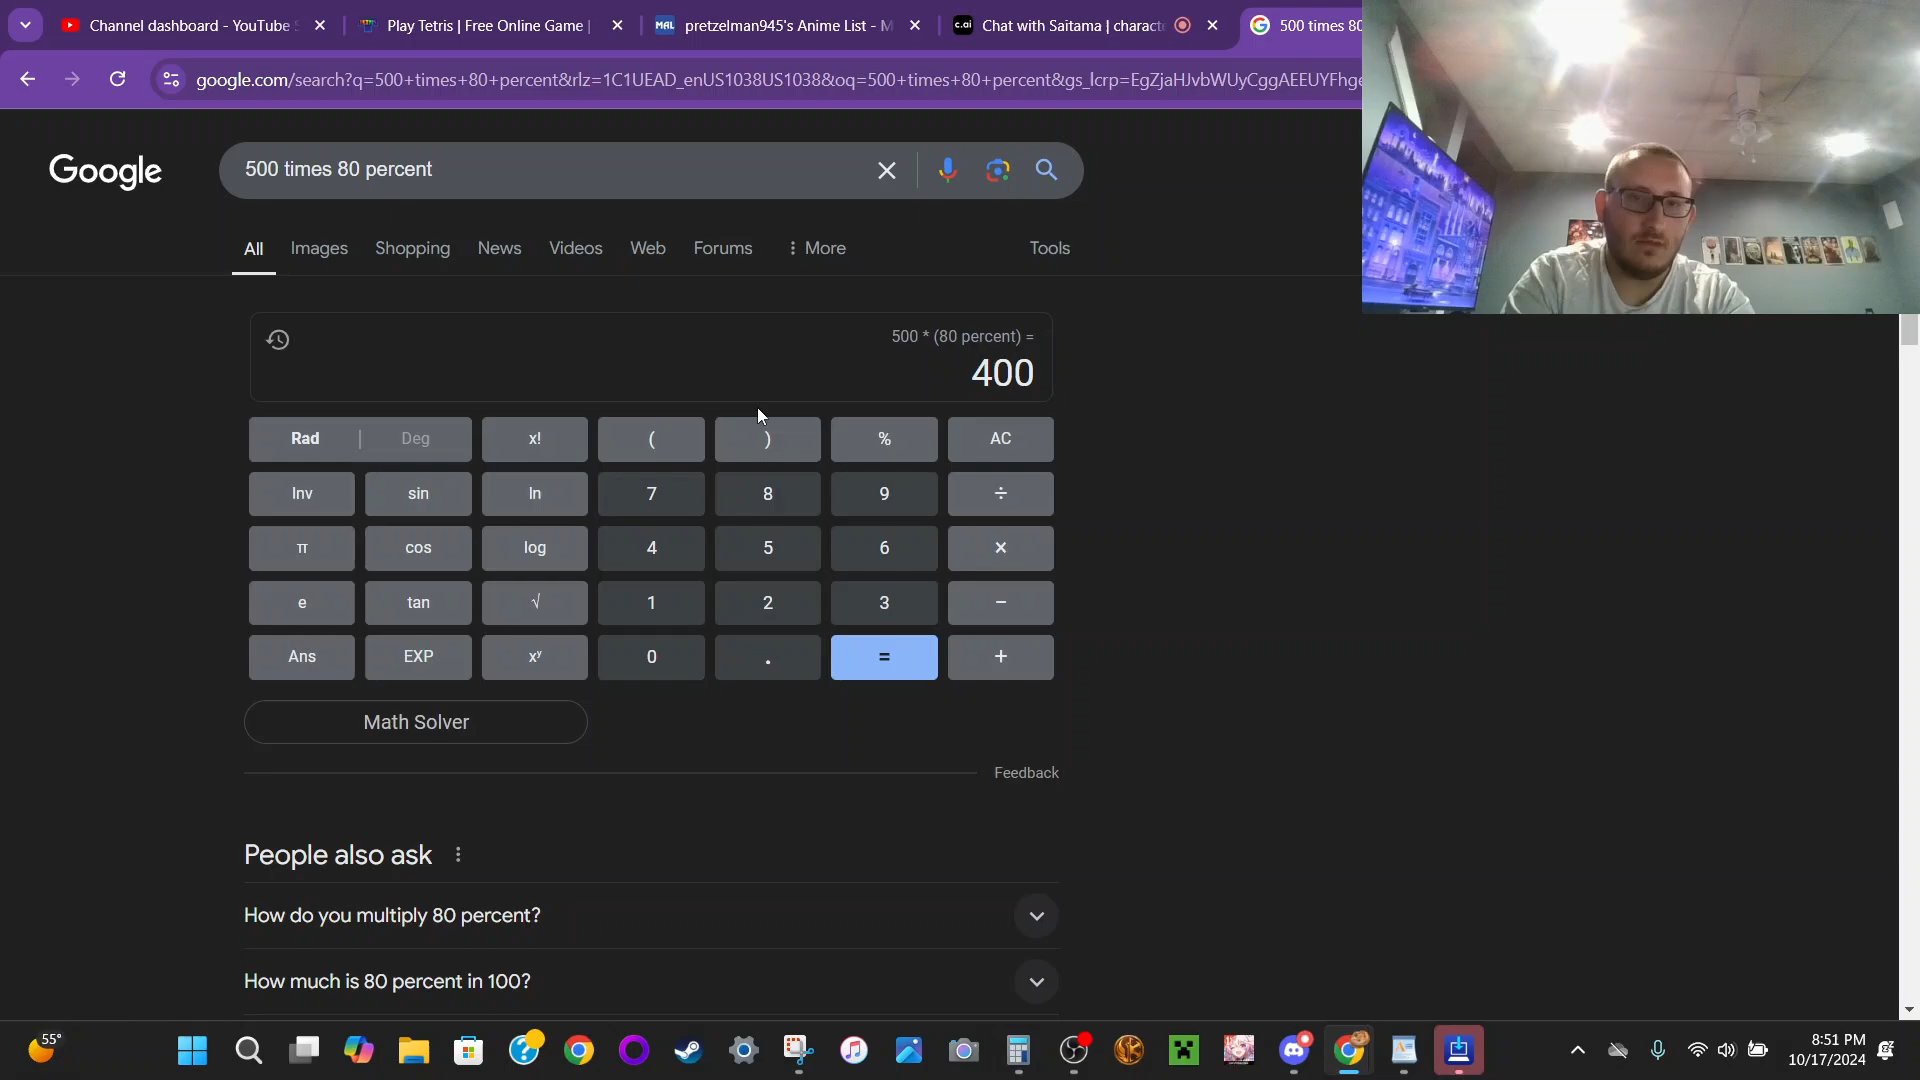 Channel dashboard - YouTube
Play Tetris | Free Online Game |
MAL pretzelman945's Anime List - M
c.ai Chat with Saitama | charact
500 times 80
google.com/search?q=500+times+80+percent&rlz=1C1UEAD_enUS1038US1038&oq=500+times+80+percent&gs_lcrp=EgZjaHJvbWUyCggAEEUYFhge
Google
500 times 80 percent
All Images Shopping News Videos Web Forums More Tools
500 * (80 percent) =
400
Rad | Deg x! ( ) % AC
Inv sin ln 7 8 9 ÷
π cos log 4 5 6 ×
e tan √ 1 2 3 −
Ans EXP xʸ 0 . = +
Math Solver
Feedback
People also ask
How do you multiply 80 percent?
How much is 80 percent in 100?
55°
8:51 PM
10/17/2024